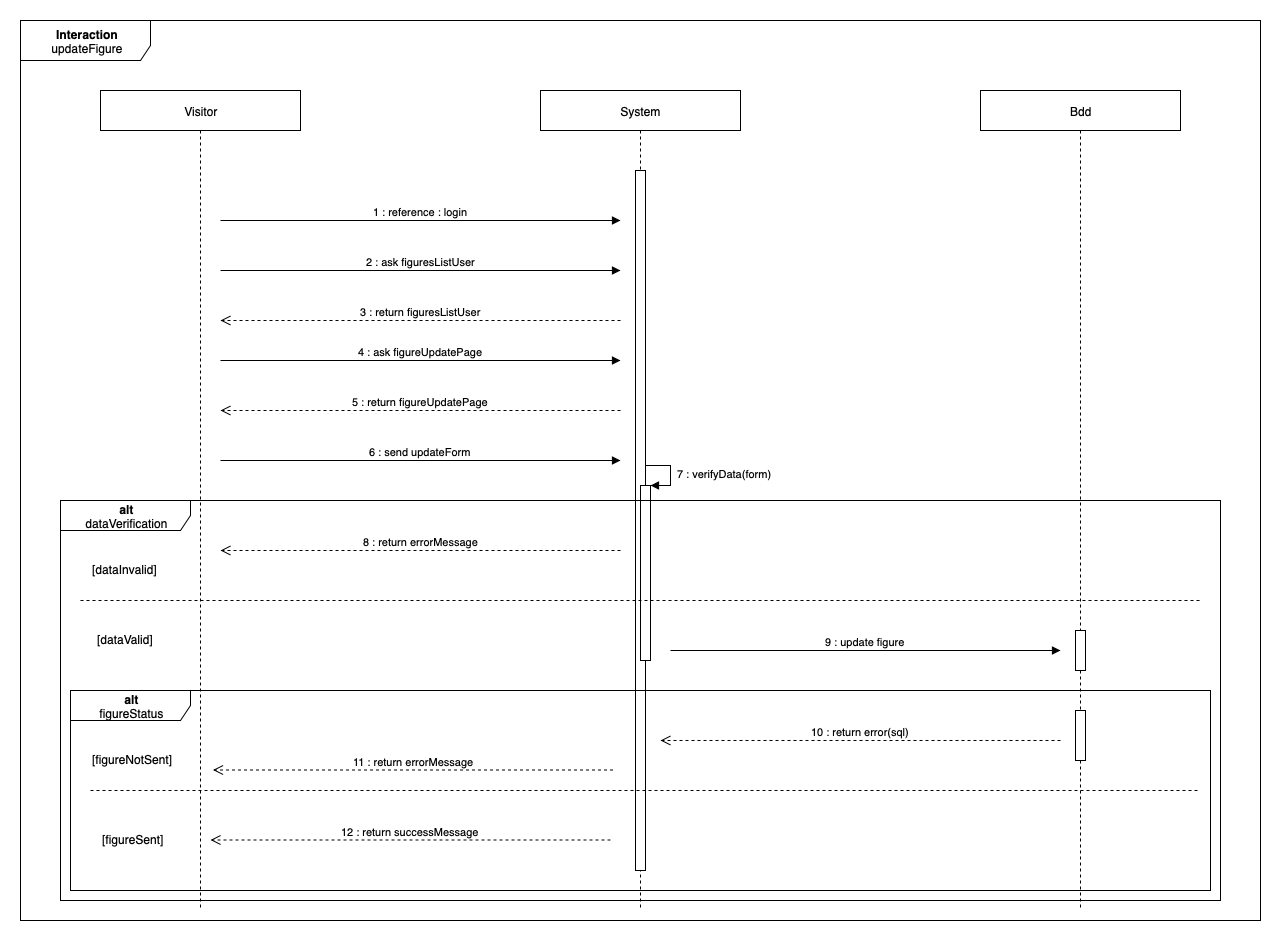 Interaction
updateFigure
Visitor
System
Bdd
1 : reference : login
2 : ask figuresListUser
3 : return figuresListUser
4 : ask figureUpdatePage
5 : return figureUpdatePage
6 : send updateForm
7 : verifyData(form)
alt
dataVerification
8 : return errorMessage
[dataInvalid]
[dataValid]
9 : update figure
alt
figureStatus
10 : return error(sql)
[figureNotSent]
11 : return errorMessage
12 : return successMessage
[figureSent]